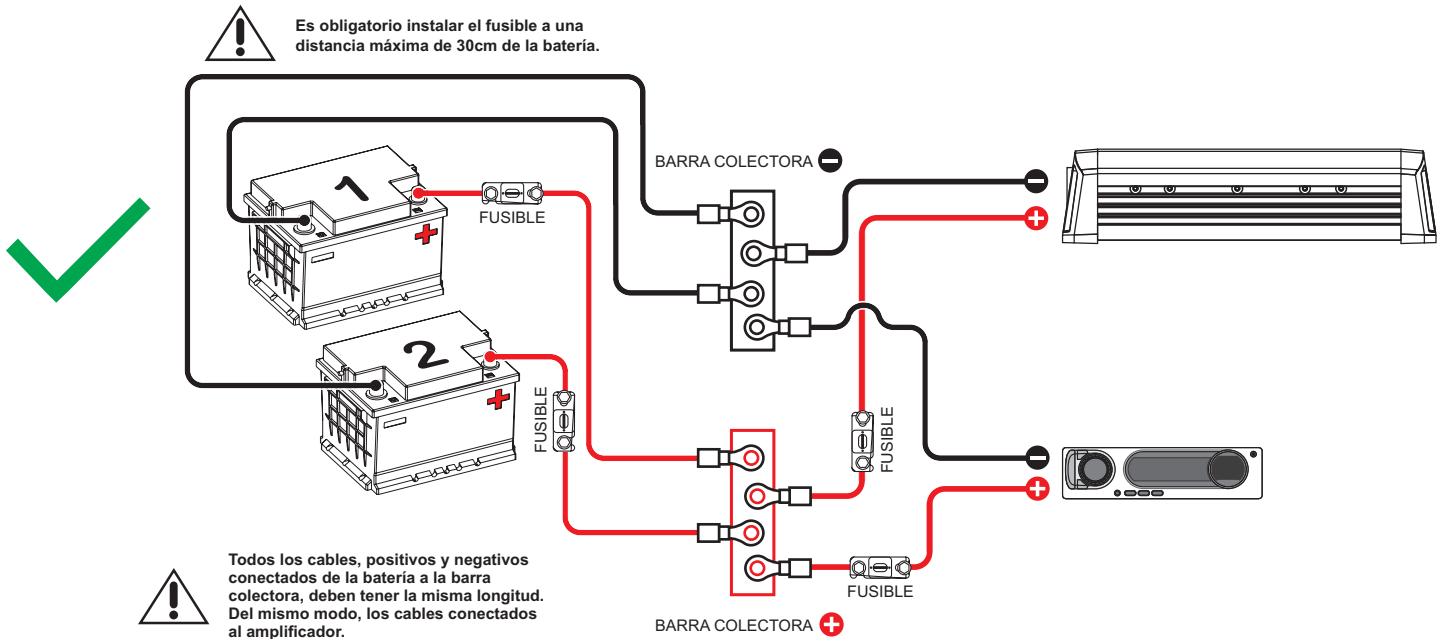 Es obligatorio instalar el fusible a una
distancia máxima de 30cm de la batería.
BARRA COLECTORA
1
FUSIBLE
2
FUSIBLE
FUSIBLE
FUSIBLE
Todos los cables, positivos y negativos
conectados de la batería a la barra
colectora, deben tener la misma longitud.
Del mismo modo, los cables conectados
al amplificador.
BARRA COLECTORA